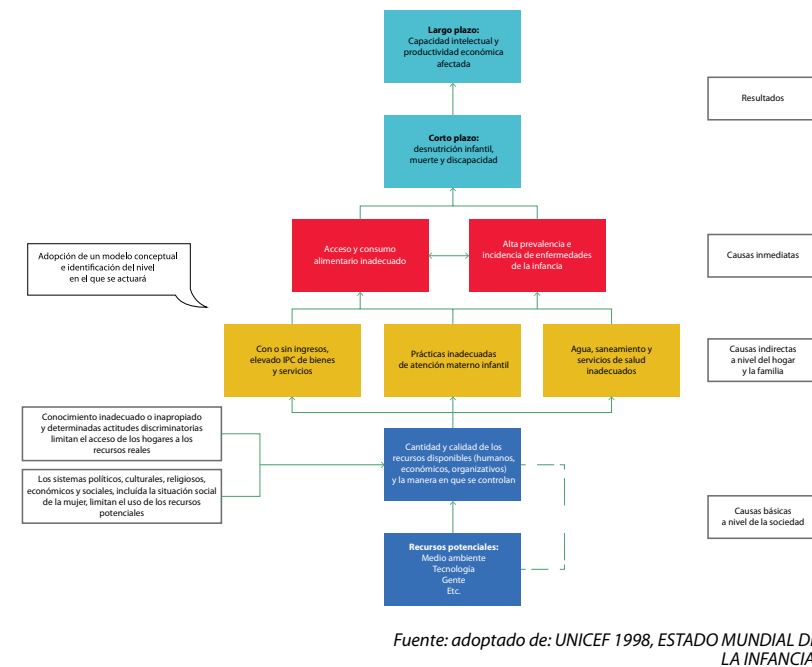 Largo plazo:
Capacidad intelectual y
productividad económica
afectada
Resultados
Corto plazo:
desnutrición infantil,
muerte y discapacidad
Acceso y consumo
alimentario inadecuado
Alta prevalencia e
incidencia de enfermedades
de la infancia
Causas inmediatas
Adopción de un modelo conceptual
e identificación del nivel
en el que se actuará
Con o sin ingresos,
elevado IPC de bienes
y servicios
Prácticas inadecuadas
de atención materno infantil
Agua, saneamiento y
servicios de salud
inadecuados
Causas indirectas
a nivel del hogar
y la familia
Conocimiento inadecuado o inapropiado
y determinadas actitudes discriminatorias
limitan el acceso de los hogares a los
recursos reales
Cantidad y calidad de los
recursos disponibles (humanos,
económicos, organizativos)
y la manera en que se controlan
Los sistemas políticos, culturales, religiosos,
económicos y sociales, incluída la situación social
de la mujer, limitan el uso de los recursos
potenciales
Causas básicas
a nivel de la sociedad
Recursos potenciales:
Medio ambiente
Tecnología
Gente
Etc.
Fuente: adoptado de: UNICEF 1998, ESTADO MUNDIAL
LA INFANCIA